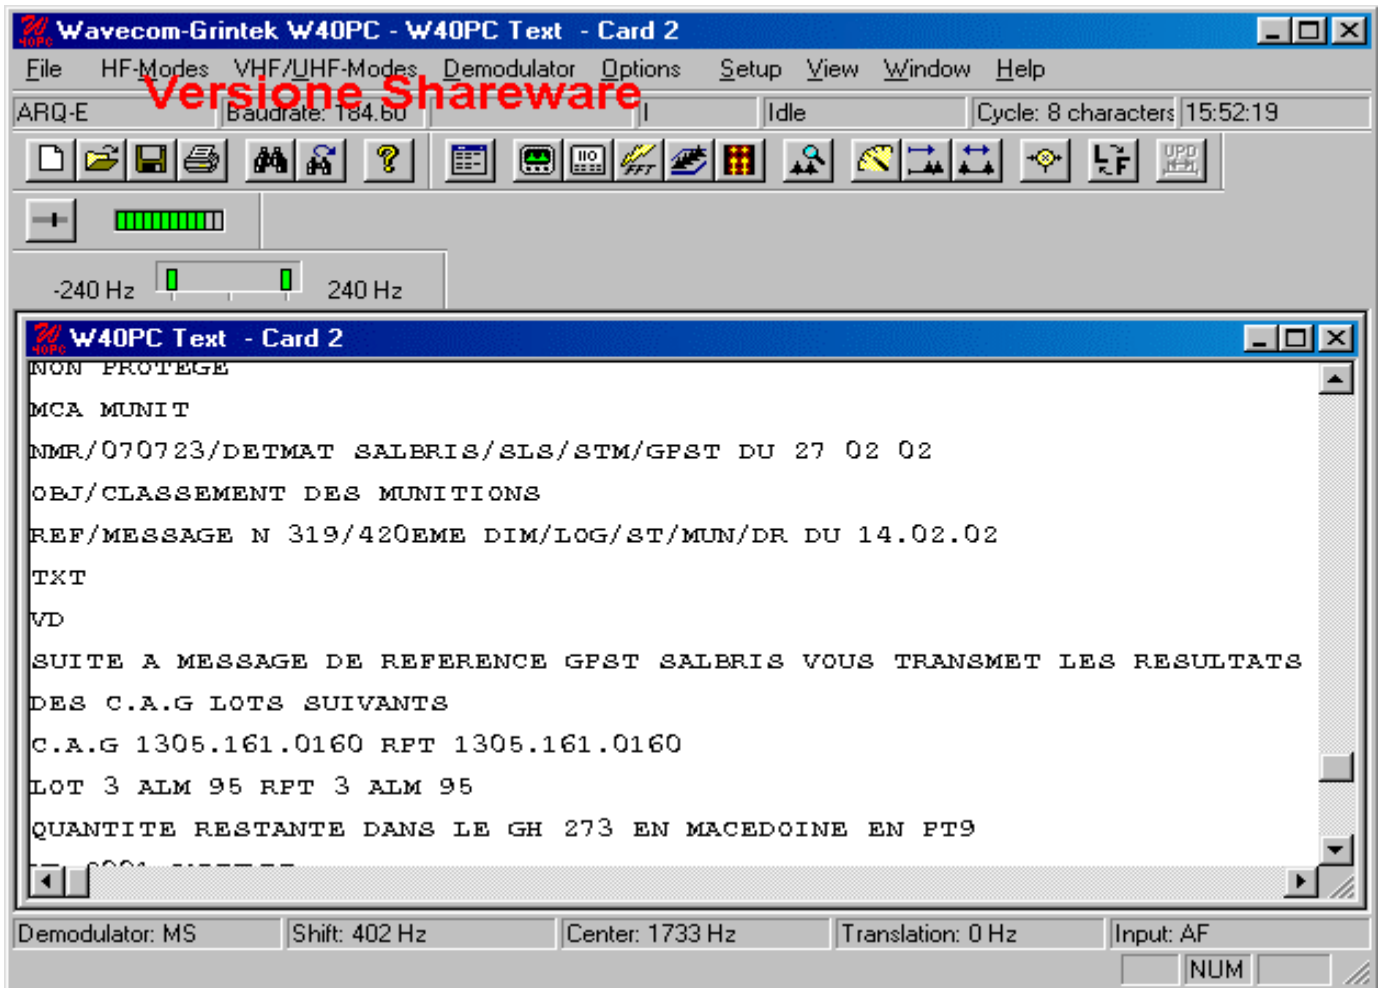 Wavecom-Grintek W40PC - W40PC Text - Card 2
File HF-Modes VHF/UHF-Modes Demodulator Options Setup View Window Help
Versione Shareware
ARQ-E Baudrate: 184.60 I Idle Cycle: 8 characters 15:52:19
-240 Hz 240 Hz
W40PC Text - Card 2
NON PROTEGE
MCA MUNIT
NMR/070723/DETMAT SALBRIS/SLS/STM/GPST DU 27 02 02
OBJ/CLASSEMENT DES MUNITIONS
REF/MESSAGE N 319/420EME DIM/LOG/ST/MUN/DR DU 14.02.02
TXT
VD
SUITE A MESSAGE DE REFERENCE GPST SALBRIS VOUS TRANSMET LES RESULTATS
DES C.A.G LOTS SUIVANTS
C.A.G 1305.161.0160 RPT 1305.161.0160
LOT 3 ALM 95 RPT 3 ALM 95
QUANTITE RESTANTE DANS LE GH 273 EN MACEDOINE EN PT9
Demodulator: MS Shift: 402 Hz Center: 1733 Hz Translation: 0 Hz Input: AF
NUM